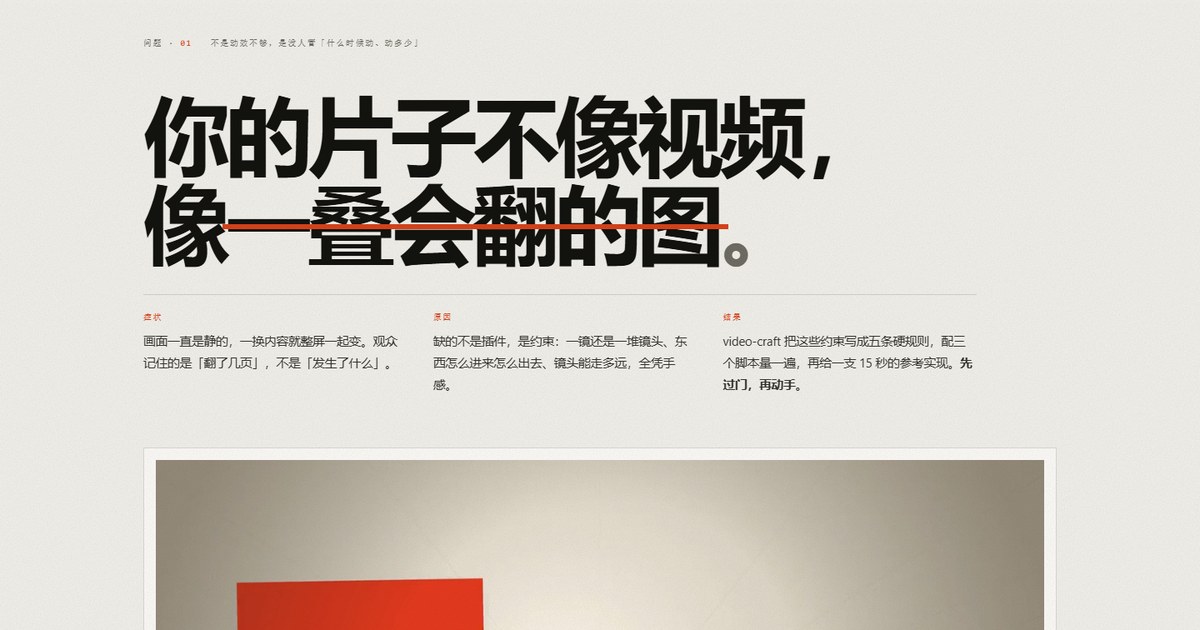 问题 · 01 不是动效不够，是没人管「什么时候动、动多少」
你的片子不像视频，
像一叠会翻的图。
症状
画面一直是静的，一换内容就整屏一起变。观众
记住的是「翻了几页」，不是「发生了什么」。
原因
缺的不是插件，是约束：一镜还是一堆镜头、东
西怎么进来怎么出去、镜头能走多远，全凭手
感。
结果
video-craft 把这些约束写成五条硬规则，配三
个脚本量一遍，再给一支 15 秒的参考实现。先
过门，再动手。